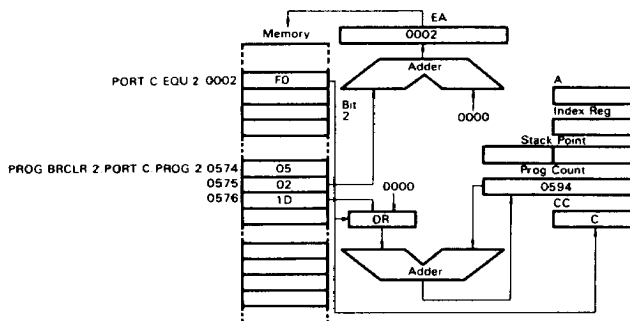 EA
Memory
0002
Adder
PORT C EQU 2 0002
F0
A
Bit
2
0000
Index Reg
Stack Point
PROG BRCLR 2 PORT C PROG 2 0574
05
Prog Count
0575
02
0000
0594
0576
1D
CC
OR
C
Adder